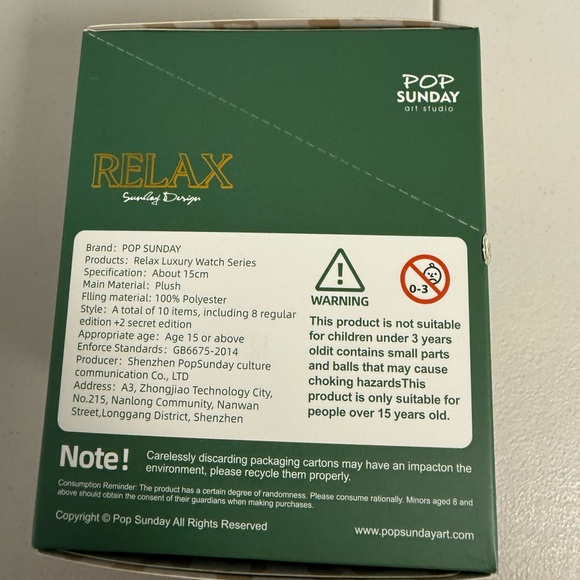 POP
SUNDAY
art studio
RELAX
Sunday Design
Brand: POP SUNDAY
Products: Relax Luxury Watch Series
Specification: About 15cm
Main Material: Plush
Flling material: 100% Polyester
Style: A total of 10 items, including 8 regular
edition +2 secret edition
Appropriate age: Age 15 or above
Enforce Standards: GB6675-2014
Producer: Shenzhen PopSunday culture
communication Co., LTD
Address: A3, Zhongjiao Technology City,
No.215, Nanlong Community, Nanwan
Street,Longgang District, Shenzhen
WARNING
0-3
This product is not suitable
for children under 3 years
oldit contains small parts
and balls that may cause
choking hazardsThis
product is only suitable for
people over 15 years old.
Note!
Carelessly discarding packaging cartons may have an impacton the
environment, please recycle them properly.
Consumption Reminder: The product has a certain degree of randomness. Please consume rationally. Minors aged 8 and
above should obtain the consent of their guardians when making purchases.
Copyright © Pop Sunday All Rights Reserved
www.popsundayart.com